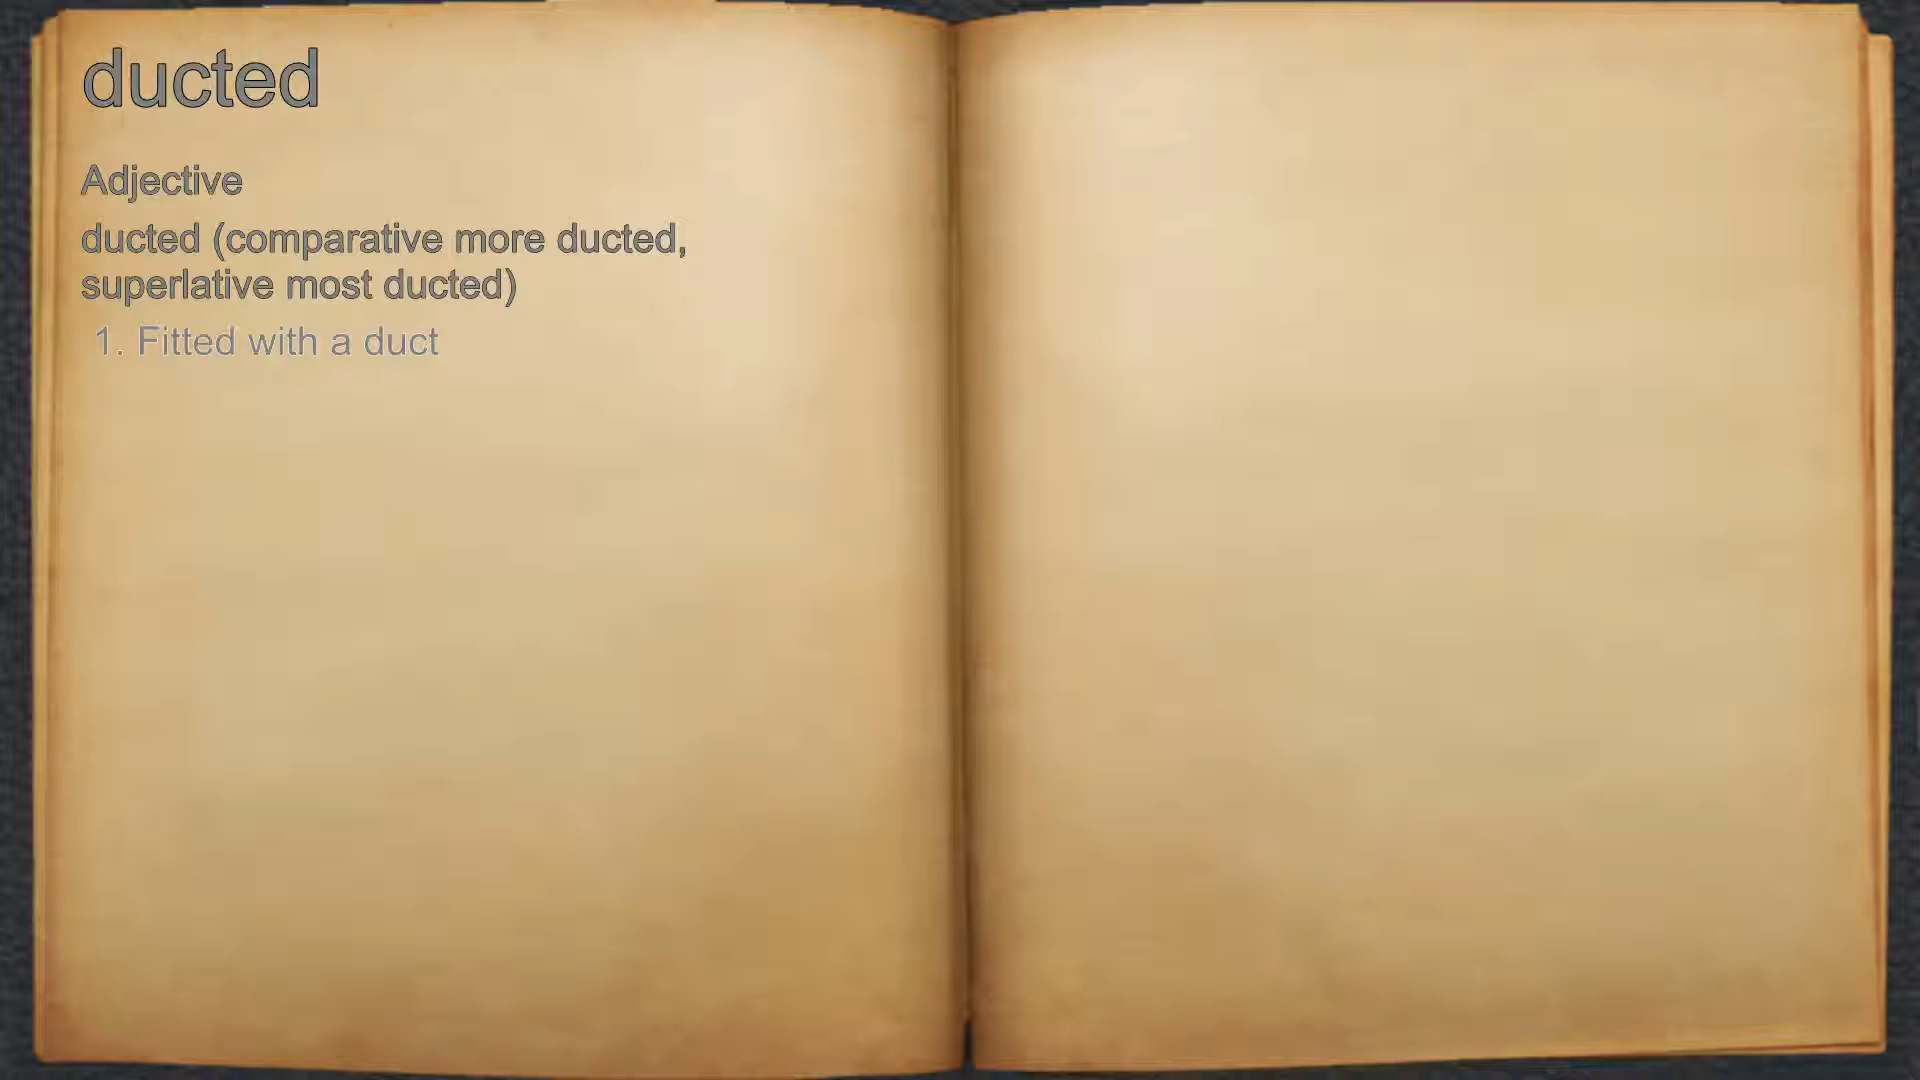 ducted
Adjective
ducted (comparative more ducted,
superlative most ducted)
1. Fitted with a duct